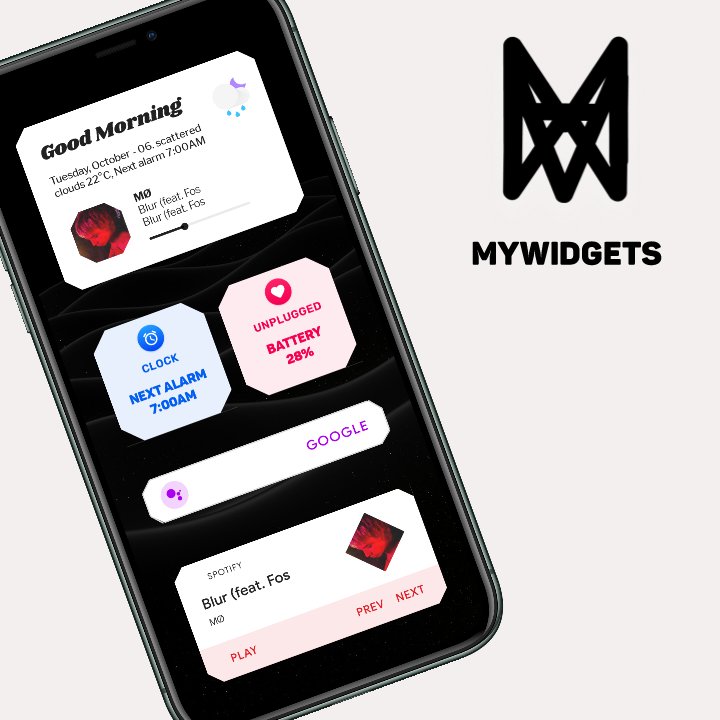 Good Morning
Tuesday, October - 06. scattered
clouds 22°C, Next alarm 7:00AM
MØ
Blur (feat. Fos
Blur (feat. Fos
MYWIDGETS
CLOCK
NEXT ALARM
7:00AM
UNPLUGGED
BATTERY
28%
GOOGLE
SPOTIFY
Blur (feat. Fos
MØ
PLAY
PREV
NEXT